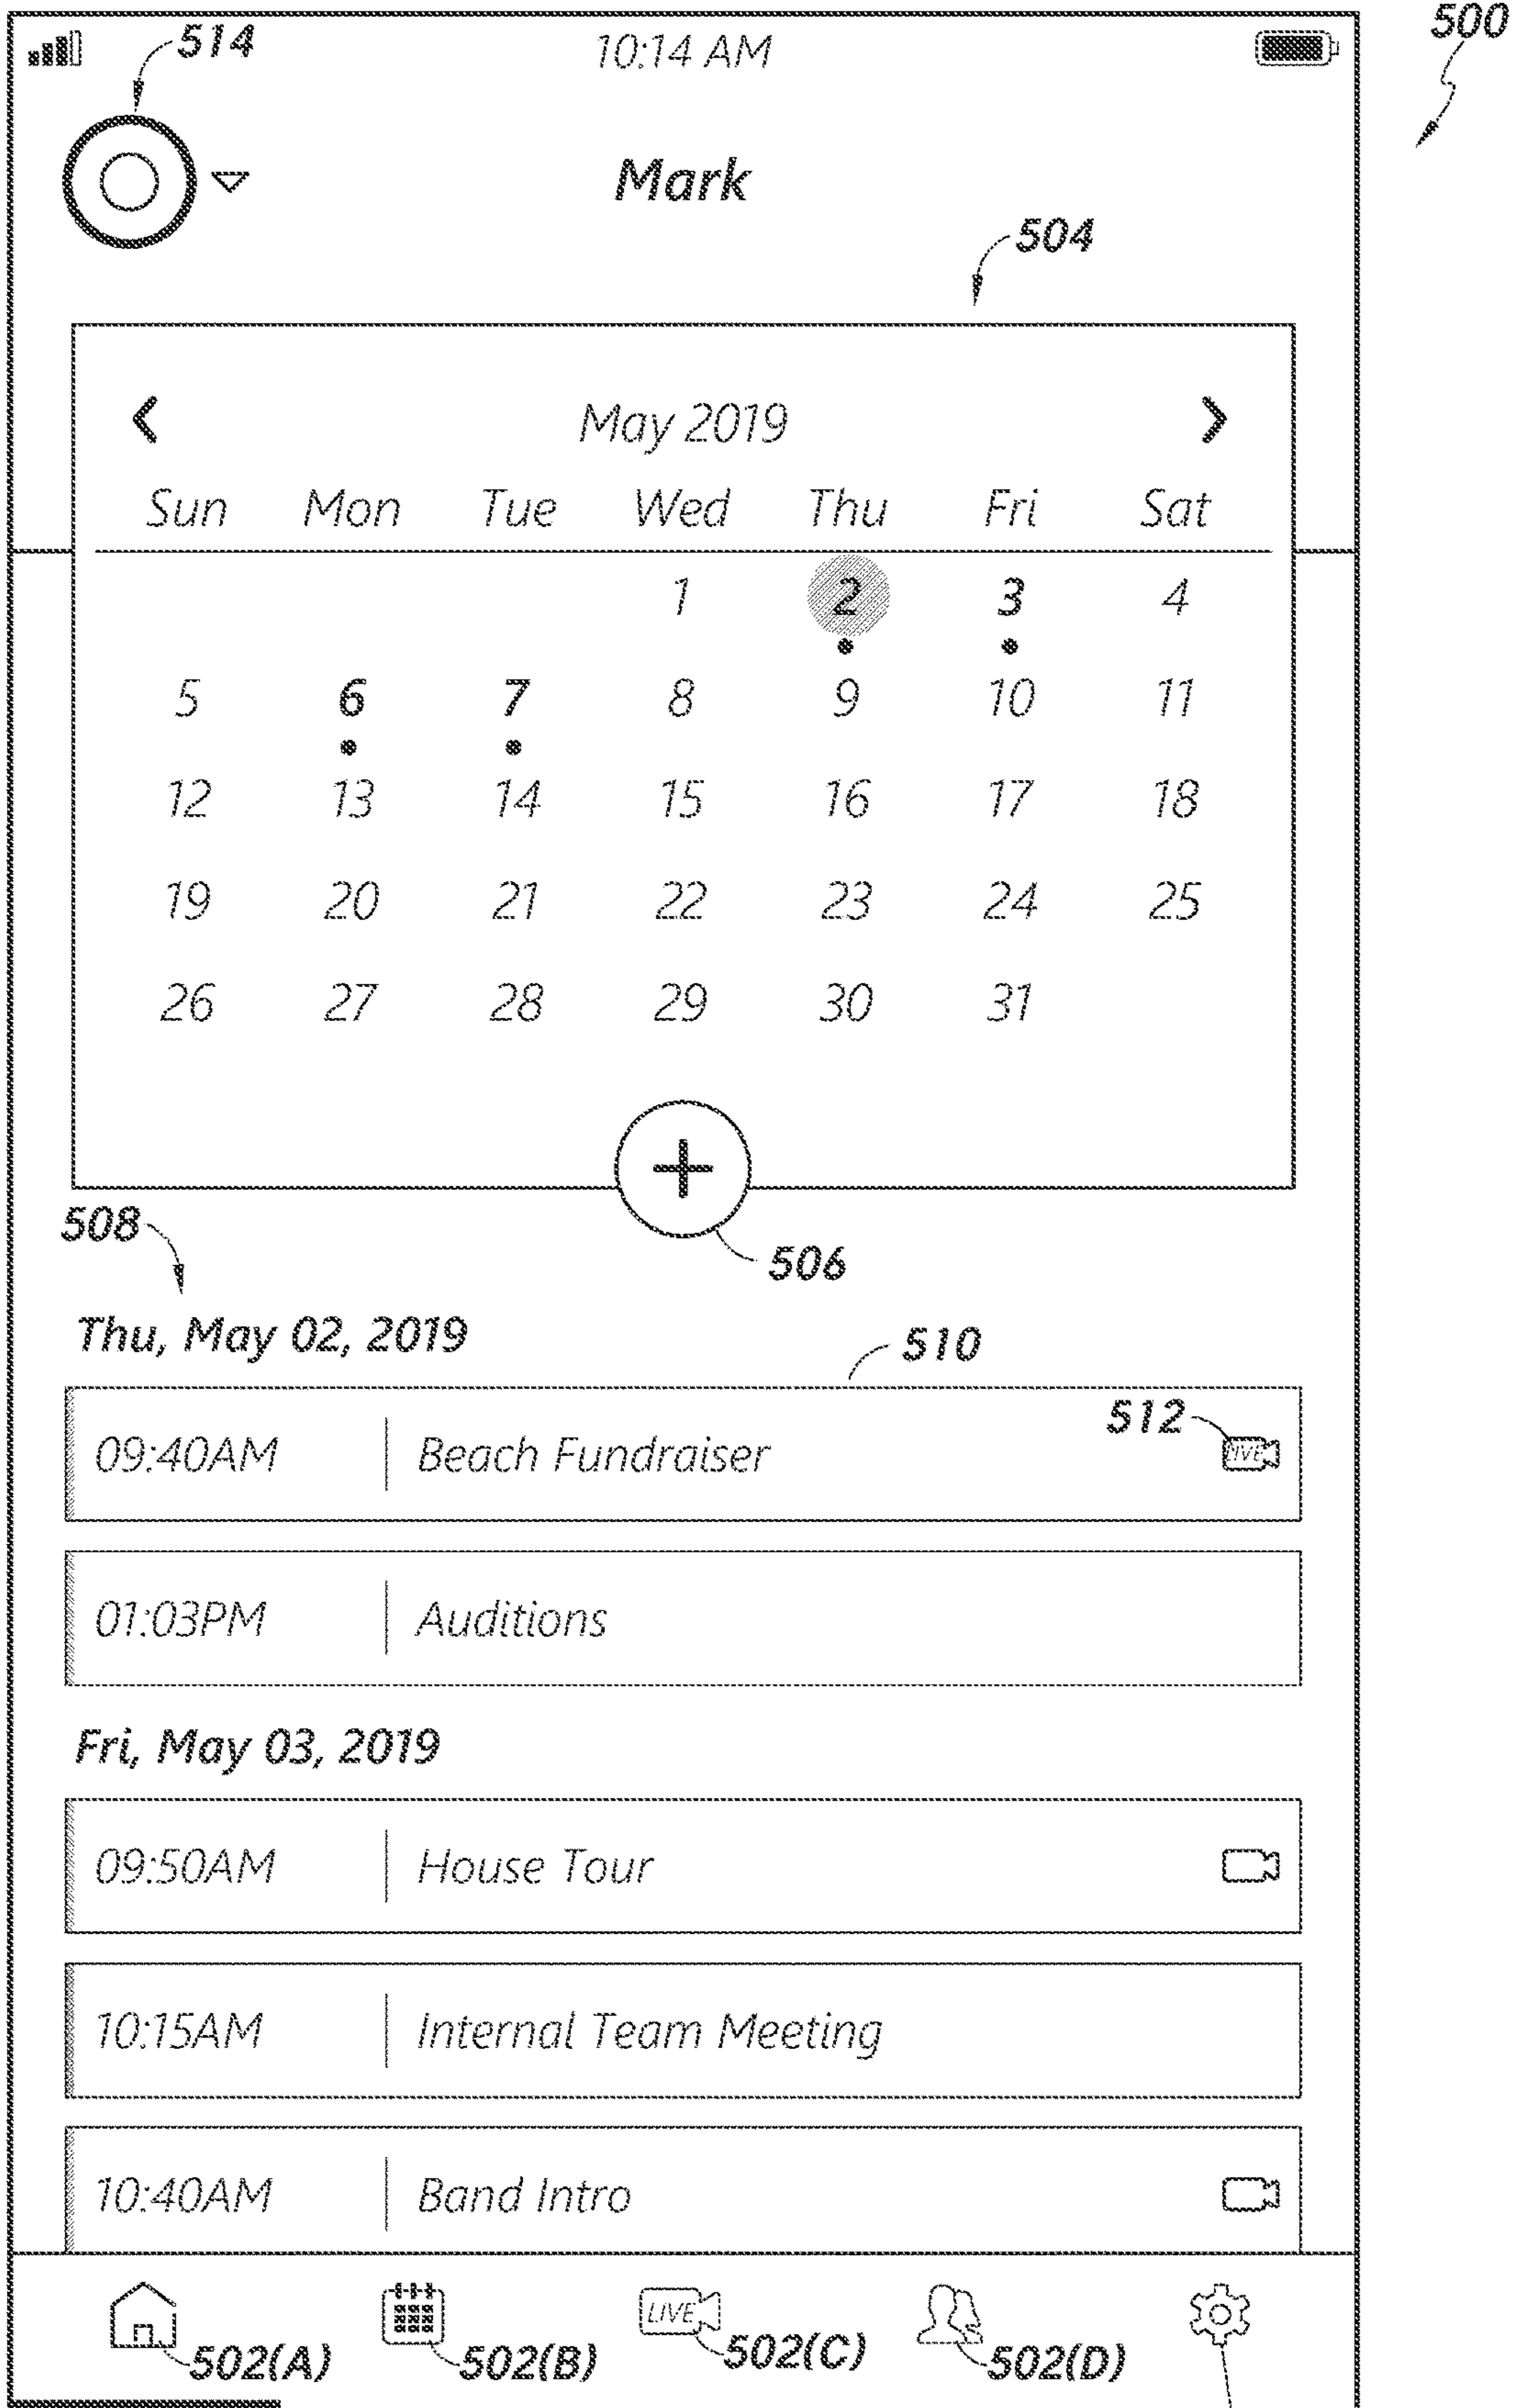 514 10:14 AM 500
Mark
504
May 2019
Sun Mon Tue Wed Thu Fri Sat
1 2 3 4
5 6 7 8 9 10 11
12 13 14 15 16 17 18
19 20 21 22 23 24 25
26 27 28 29 30 31
508
506
Thu, May 02, 2019
510
512
09:40AM Beach Fundraiser LIVE
01:03PM Auditions
Fri, May 03, 2019
09:50AM House Tour
10:15AM Internal Team Meeting
10:40AM Band Intro
LIVE
502(A) 502(B) 502(C) 502(D)